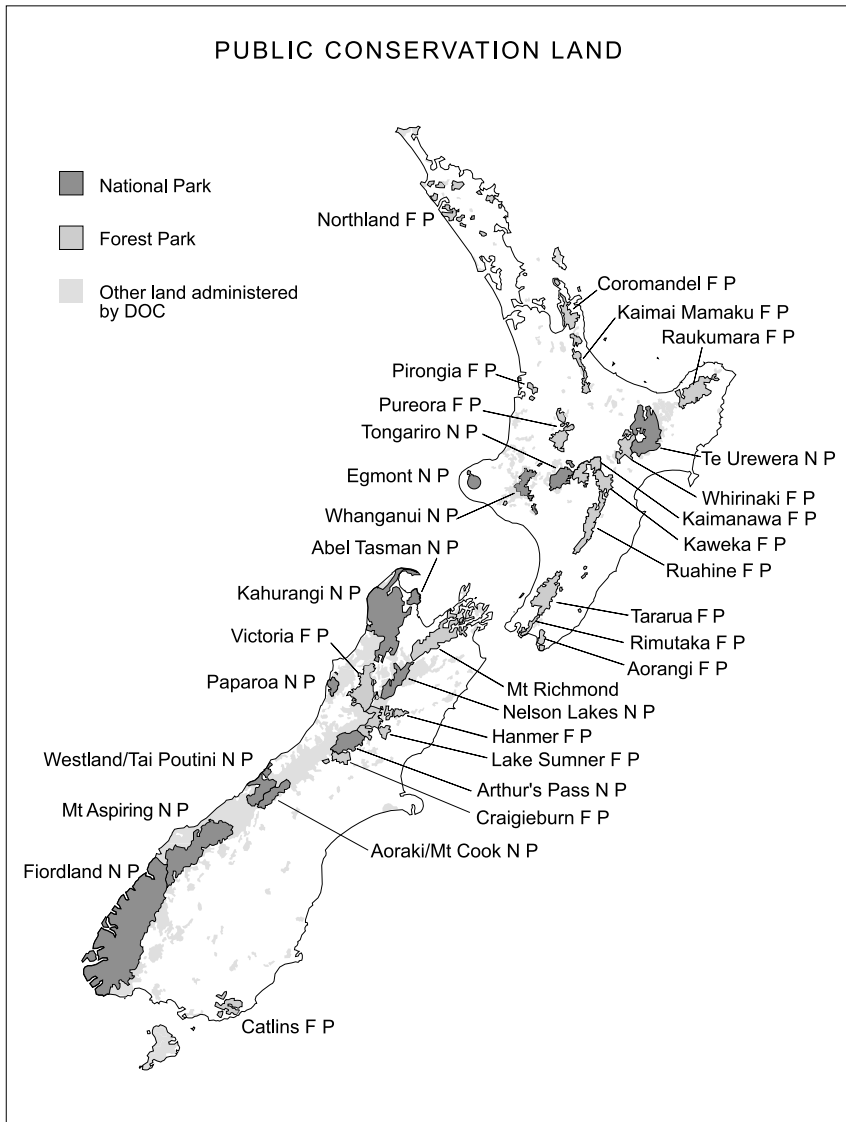 PUBLIC CONSERVATION LAND
National Park
Forest Park
Other land administered
by DOC
Northland F P
Coromandel F P
Kaimai Mamaku F P
Raukumara F P
Pirongia F P
Pureora F P
Tongariro N P
Te Urewera N P
Egmont N P
Whirinaki F P
Whanganui N P
Kaimanawa F P
Kaweka F P
Abel Tasman N P
Ruahine F P
Kahurangi N P
Tararua F P
Victoria F P
Rimutaka F P
Aorangi F P
Paparoa N P
Mt Richmond
Nelson Lakes N P
Hanmer F P
Westland/Tai Poutini N P
Lake Sumner F P
Arthur's Pass N P
Mt Aspiring N P
Craigieburn F P
Aoraki/Mt Cook N P
Fiordland N P
Catlins F P